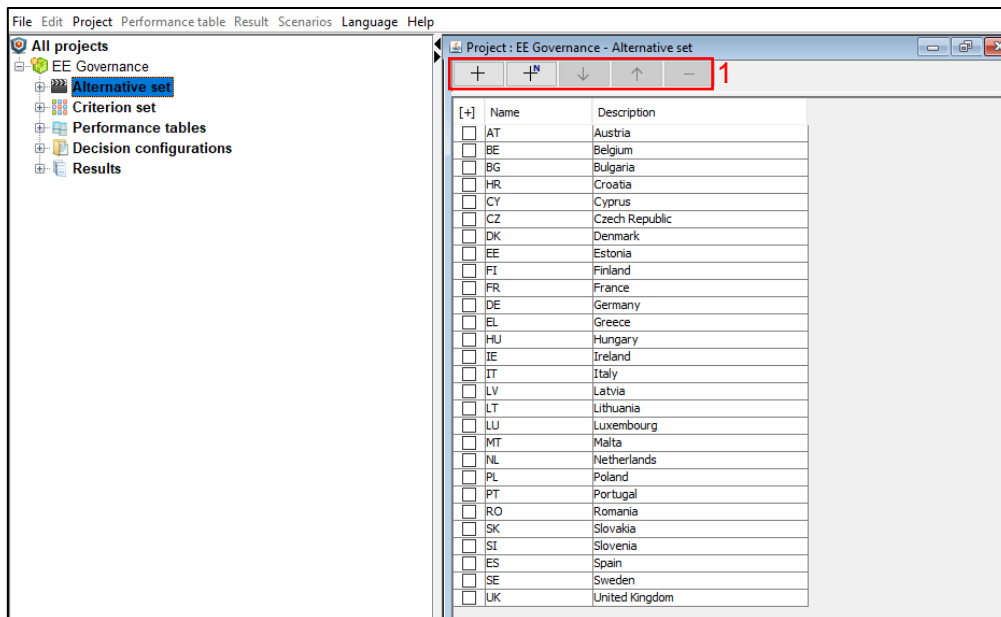 File Edit Project Performance table Result Scenarios Language Help
All projects
EE Governance
Alternative set
Criterion set
Performance tables
Decision configurations
Results
Project : EE Governance - Alternative set
+ +N ↓ ↑ − 1
[+] Name Description
AT Austria
BE Belgium
BG Bulgaria
HR Croatia
CY Cyprus
CZ Czech Republic
DK Denmark
EE Estonia
FI Finland
FR France
DE Germany
EL Greece
HU Hungary
IE Ireland
IT Italy
LV Latvia
LT Lithuania
LU Luxembourg
MT Malta
NL Netherlands
PL Poland
PT Portugal
RO Romania
SK Slovakia
SI Slovenia
ES Spain
SE Sweden
UK United Kingdom